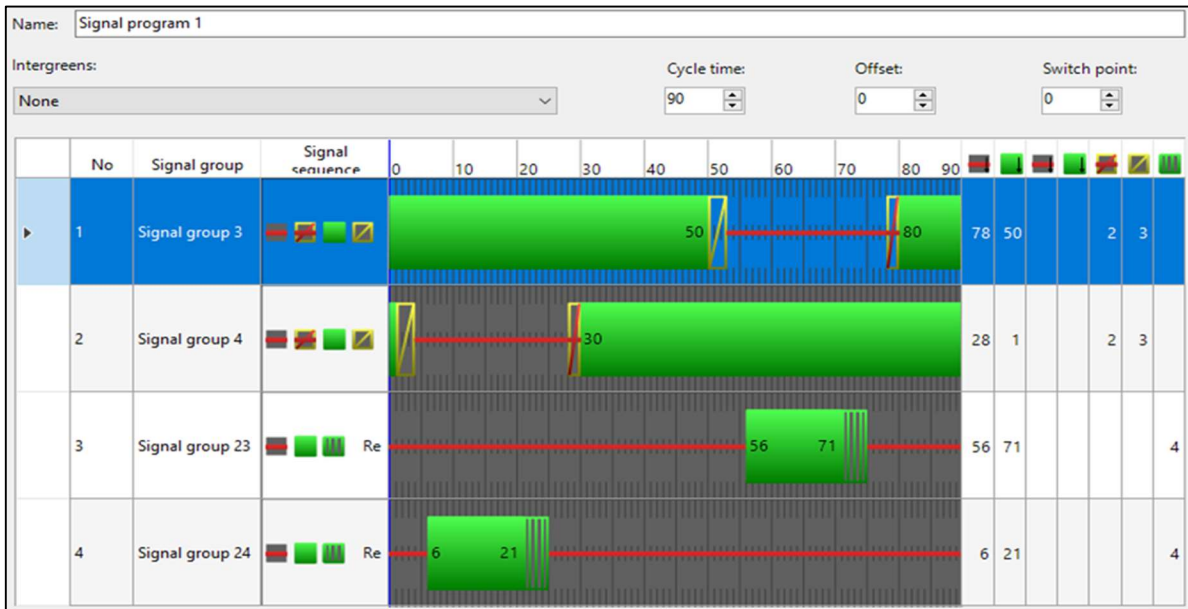 Name: Signal program 1
Intergreens: Cycle time: Offset: Switch point:
None 90 0 0
No Signal group Signal sequence 0 10 20 30 40 50 60 70 80 90
1 Signal group 3 50 80 78 50 2 3
2 Signal group 4 30 28 1 2 3
3 Signal group 23 Re 56 71 56 71 4
4 Signal group 24 Re 6 21 6 21 4